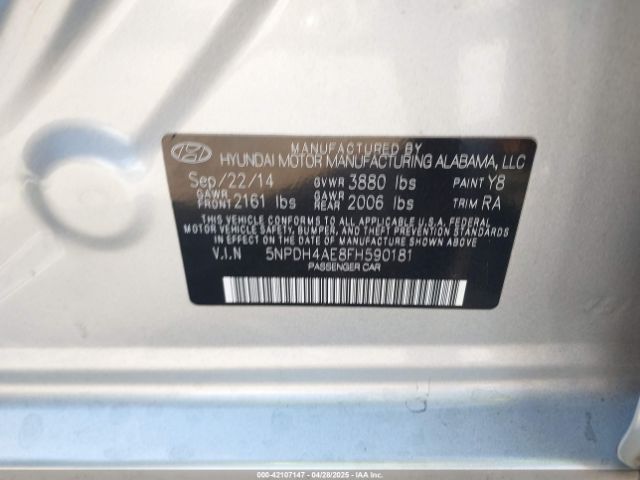 MANUFACTURED BY
HYUNDAI MOTOR MANUFACTURING ALABAMA, LLC
Sep/22/14 GVWR 3880 lbs PAINT Y8
GAWR FRONT 2161 lbs GAWR REAR 2006 lbs TRIM RA
THIS VEHICLE CONFORMS TO ALL APPLICABLE U.S. FEDERAL
MOTOR VEHICLE SAFETY, BUMPER, AND THEFT PREVENTION
STANDARDS IN EFFECT ON THE DATE OF MANUFACTURE SHOWN ABOVE.
V.I.N 5NPDH4AE8FH590181
PASSENGER CAR
000-42107147 04/28/2025 - IAA Inc.